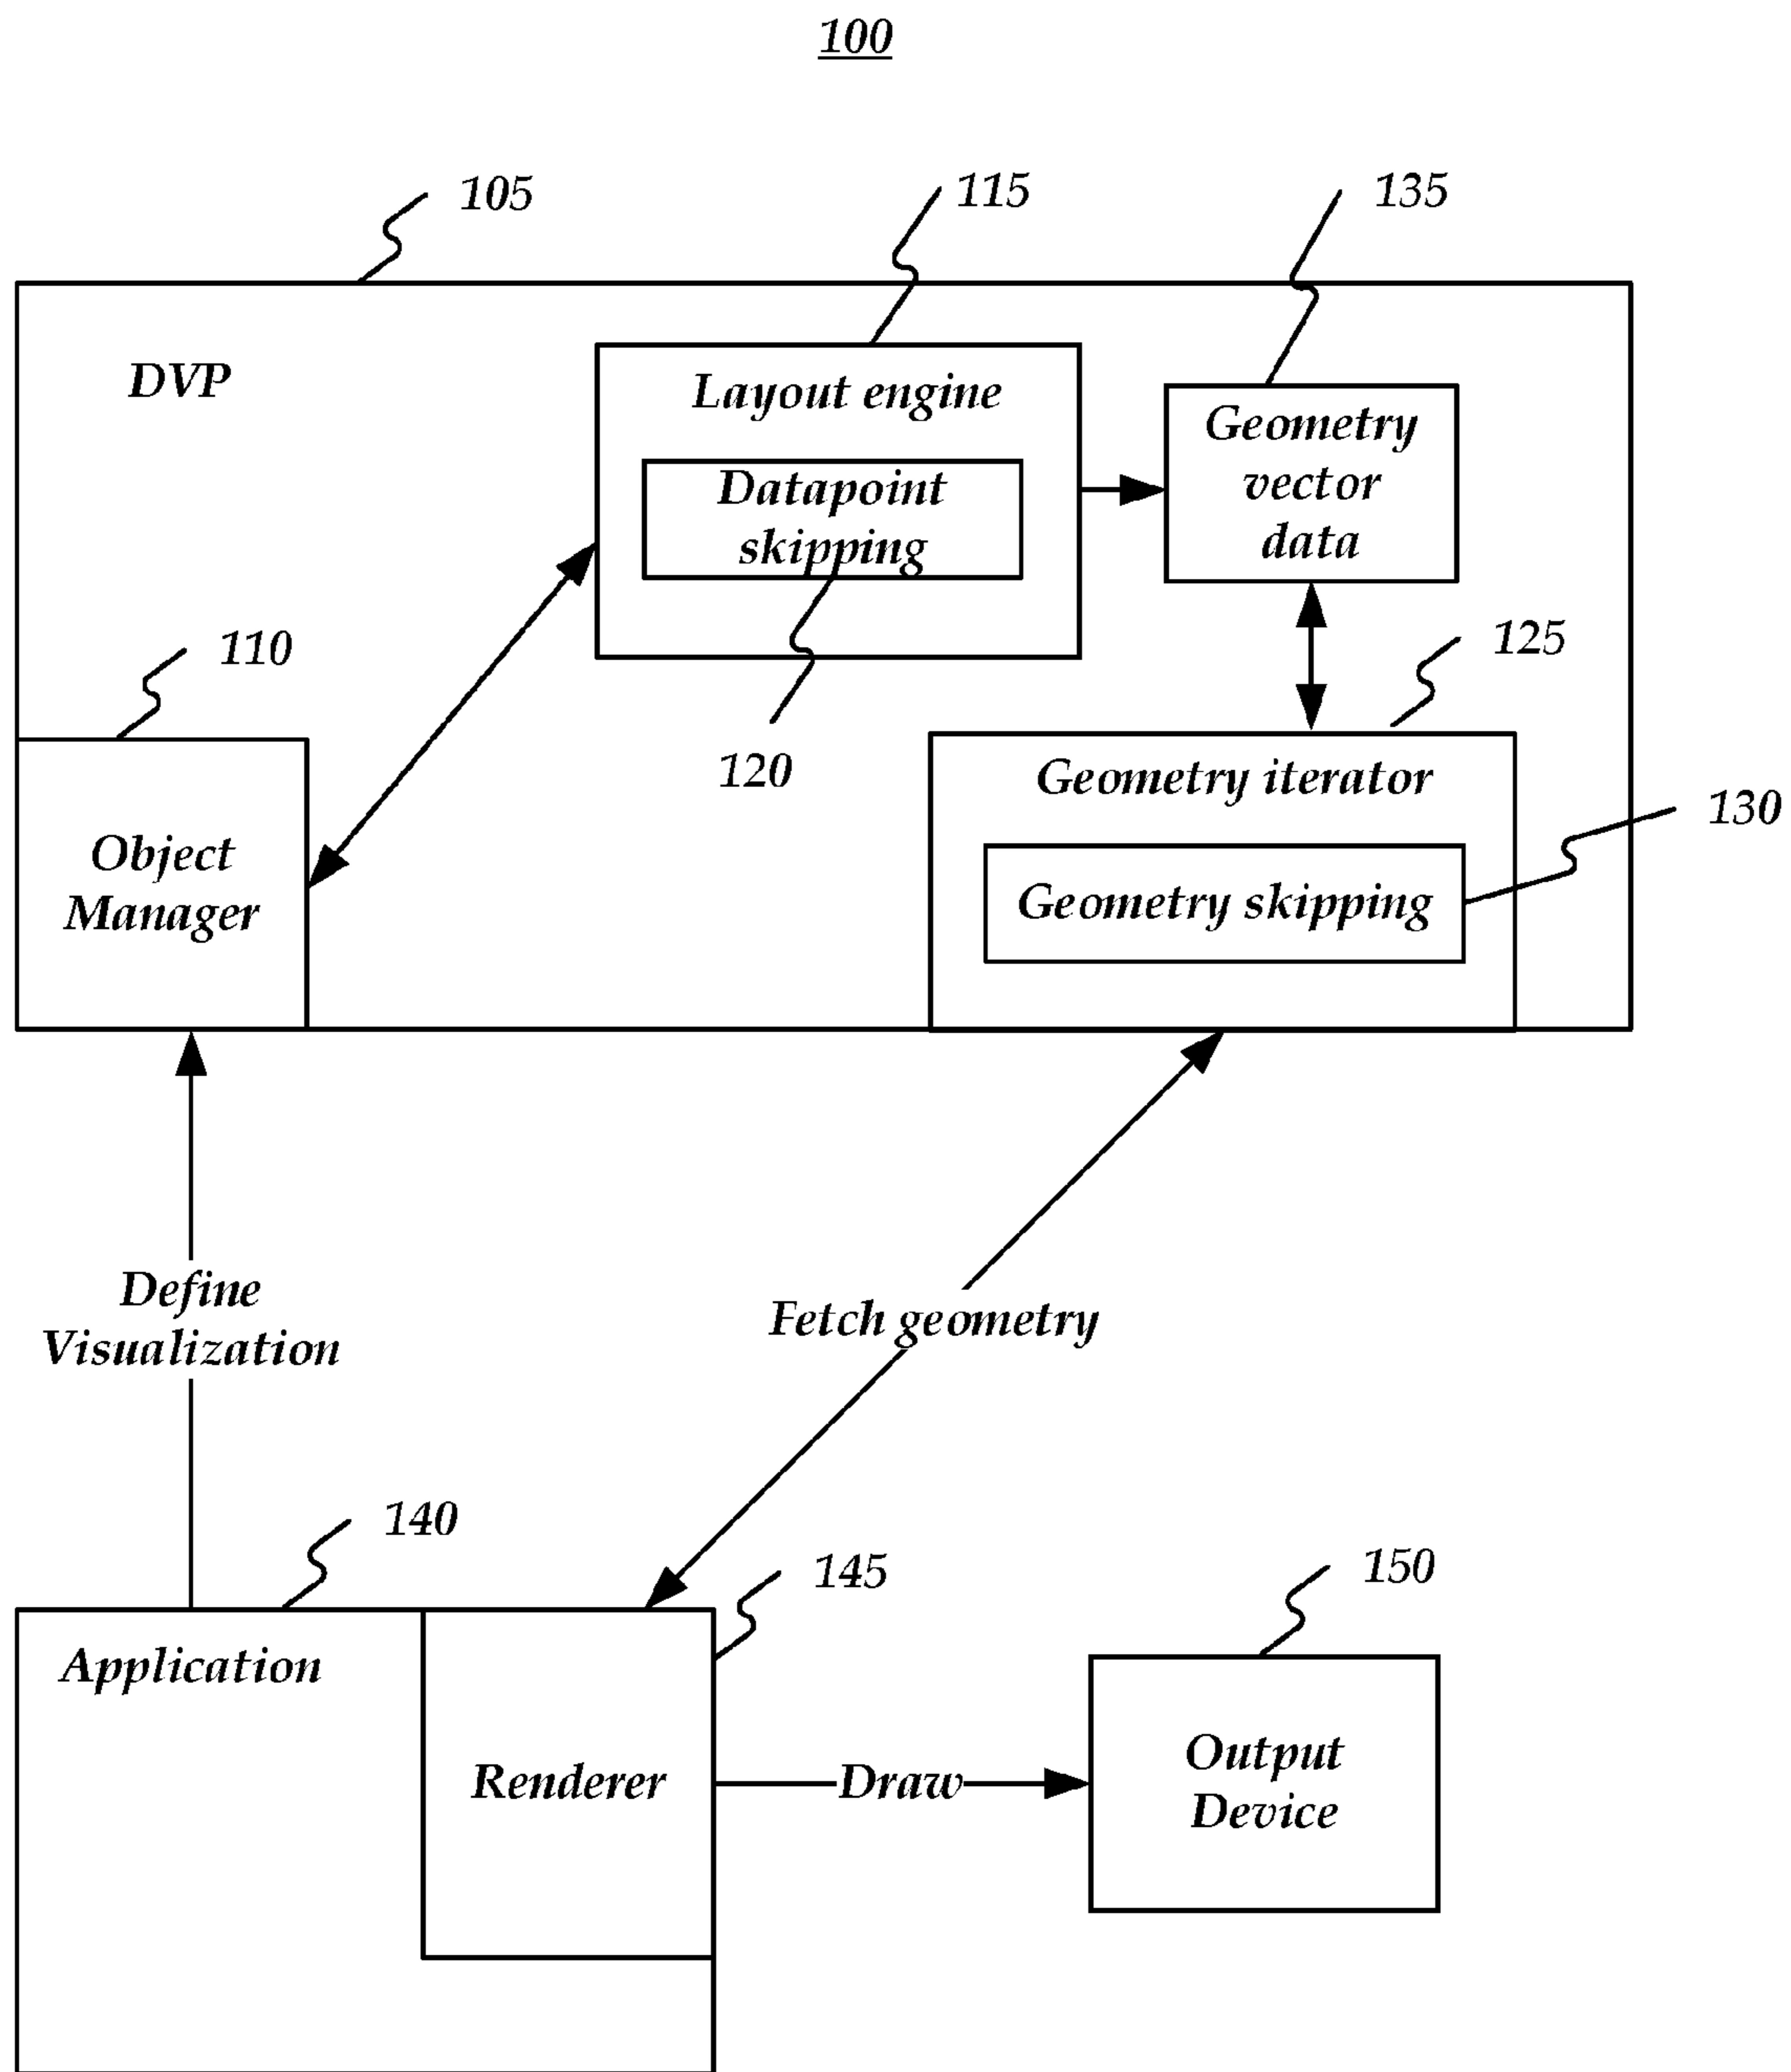 100
105
115
135
DVP
Layout engine
Datapoint
skipping
Geometry
vector
data
110
120
125
Object
Manager
Geometry iterator
130
Geometry skipping
Define
Visualization
Fetch geometry
140
145
150
Application
Renderer
Draw
Output
Device